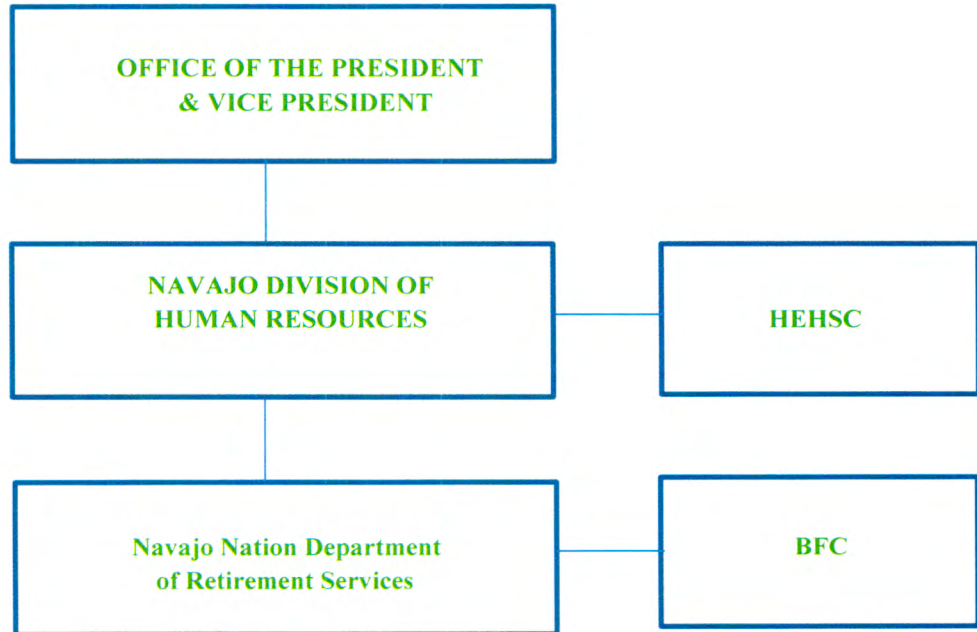 OFFICE OF THE PRESIDENT
& VICE PRESIDENT
NAVAJO DIVISION OF
HUMAN RESOURCES
HEHSC
Navajo Nation Department
of Retirement Services
BFC